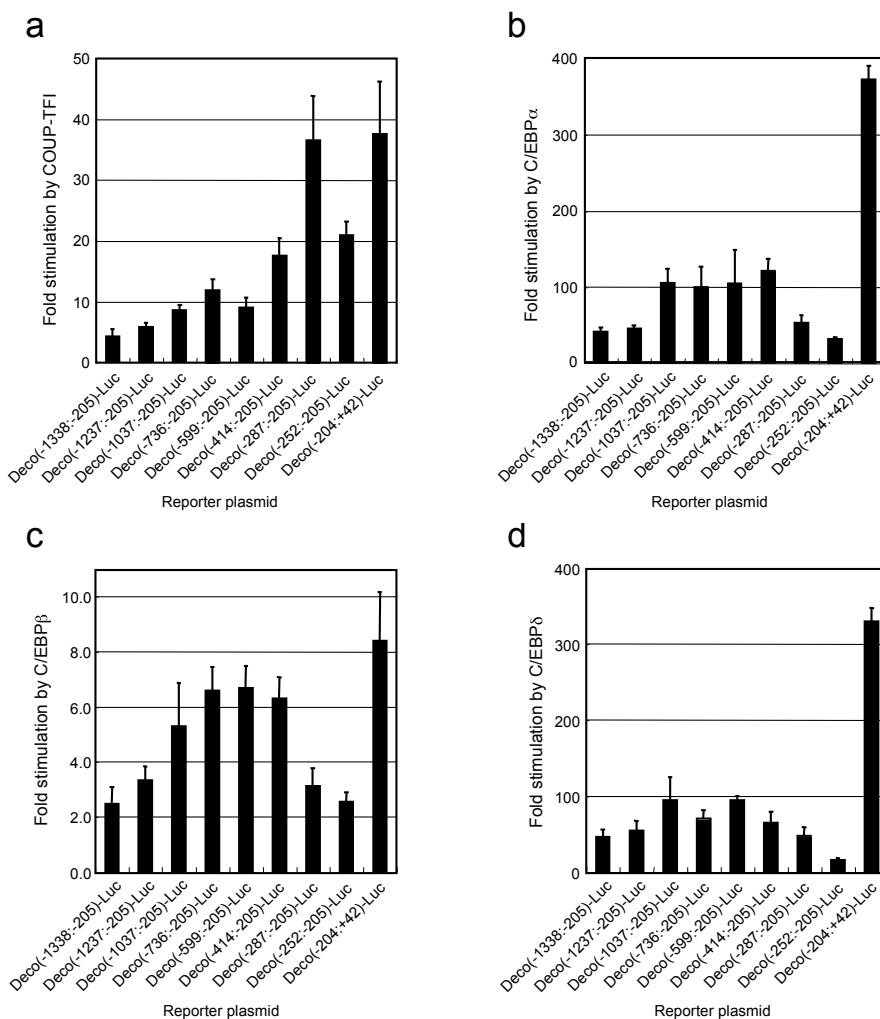 a
Fold stimulation by COUP-TFI
50
40
30
20
10
0
Deco(-1338:-205)-Luc
Deco(-1237:-205)-Luc
Deco(-1037:-205)-Luc
Deco(-736:-205)-Luc
Deco(-599:-205)-Luc
Deco(-414:-205)-Luc
Deco(-287:-205)-Luc
Deco(-252:-205)-Luc
Deco(-204:+42)-Luc
Reporter plasmid
b
Fold stimulation by C/EBPα
400
300
200
100
0
Deco(-1338:-205)-Luc
Deco(-1237:-205)-Luc
Deco(-1037:-205)-Luc
Deco(-736:-205)-Luc
Deco(-599:-205)-Luc
Deco(-414:-205)-Luc
Deco(-287:-205)-Luc
Deco(-252:-205)-Luc
Deco(-204:+42)-Luc
Reporter plasmid
c
Fold stimulation by C/EBPβ
10.0
8.0
6.0
4.0
2.0
0.0
Deco(-1338:-205)-Luc
Deco(-1237:-205)-Luc
Deco(-1037:-205)-Luc
Deco(-736:-205)-Luc
Deco(-599:-205)-Luc
Deco(-414:-205)-Luc
Deco(-287:-205)-Luc
Deco(-252:-205)-Luc
Deco(-204:+42)-Luc
Reporter plasmid
d
Fold stimulation by C/EBPδ
400
300
200
100
0
Deco(-1338:-205)-Luc
Deco(-1237:-205)-Luc
Deco(-1037:-205)-Luc
Deco(-736:-205)-Luc
Deco(-599:-205)-Luc
Deco(-414:-205)-Luc
Deco(-287:-205)-Luc
Deco(-252:-205)-Luc
Deco(-204:+42)-Luc
Reporter plasmid